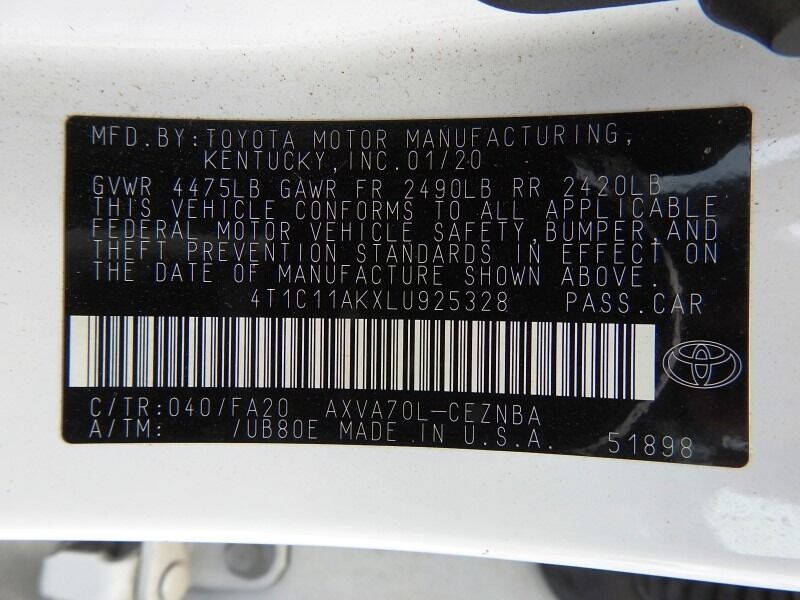 MFD.BY:TOYOTA MOTOR MANUFACTURING,
KENTUCKY,INC.01/20
GVWR 4475LB GAWR FR 2490LB RR 2420LB
THIS VEHICLE CONFORMS TO ALL APPLICABLE
FEDERAL MOTOR VEHICLE SAFETY,BUMPER,AND
THEFT PREVENTION STANDARDS IN EFFECT ON
THE DATE OF MANUFACTURE SHOWN ABOVE.
4T1C11AKXLU925328 PASS.CAR
C/TR:040/FA20 AXVA70L-CEZNBA
A/TM: /UB80E MADE IN U.S.A. 51898